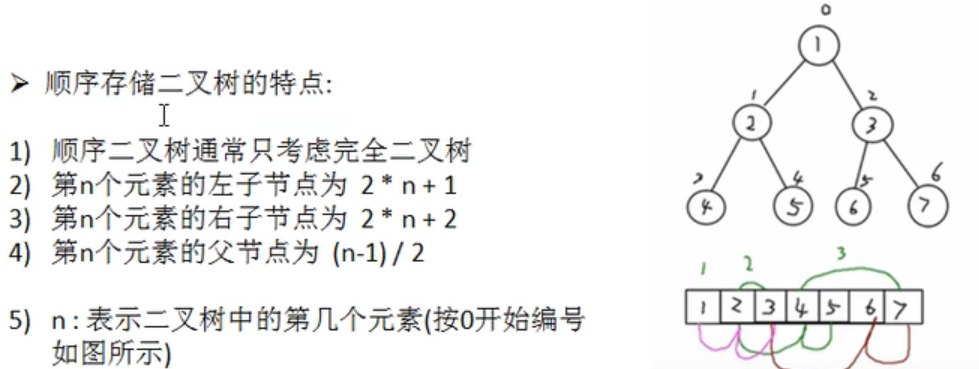 顺序存储二叉树的特点:
1) 顺序二叉树通常只考虑完全二叉树
2) 第n个元素的左子节点为 2 * n + 1
3) 第n个元素的右子节点为 2 * n + 2
4) 第n个元素的父节点为 (n-1) / 2
5) n : 表示二叉树中的第几个元素(按0开始编号
如图所示)
0
1
1 2
2 3
4 5 6
4 5 6 7
1 2 3
1 2 3 4 5 6 7